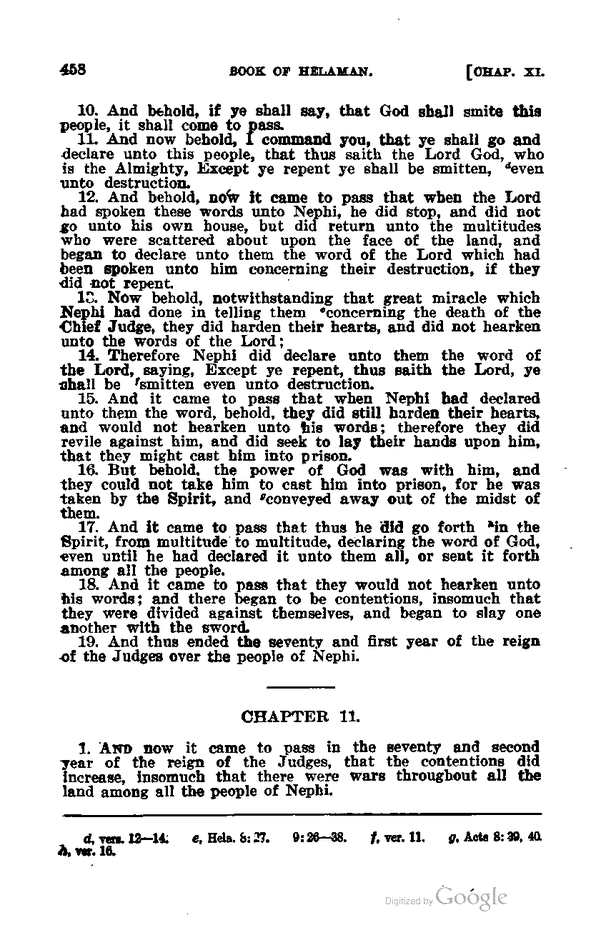 458 BOOK OF HELAMAN. [CHAP. XI.
10. And behold, if ye shall say, that God shall smite this
people, it shall come to pass.
11. And now behold, I command you, that ye shall go and
declare unto this people, that thus saith the Lord God, who
is the Almighty, Except ye repent ye shall be smitten, ᵈeven
unto destruction.
12. And behold, now it came to pass that when the Lord
had spoken these words unto Nephi, he did stop, and did not
go unto his own house, but did return unto the multitudes
who were scattered about upon the face of the land, and
began to declare unto them the word of the Lord which had
been spoken unto him concerning their destruction, if they
did not repent.
13. Now behold, notwithstanding that great miracle which
Nephi had done in telling them ᵉconcerning the death of the
Chief Judge, they did harden their hearts, and did not hearken
unto the words of the Lord;
14. Therefore Nephi did declare unto them the word of
the Lord, saying, Except ye repent, thus saith the Lord, ye
shall be ᶠsmitten even unto destruction.
15. And it came to pass that when Nephi had declared
unto them the word, behold, they did still harden their hearts,
and would not hearken unto his words; therefore they did
revile against him, and did seek to lay their hands upon him,
that they might cast him into prison.
16. But behold, the power of God was with him, and
they could not take him to cast him into prison, for he was
taken by the Spirit, and ᵍconveyed away out of the midst of
them.
17. And it came to pass that thus he did go forth ʰin the
Spirit, from multitude to multitude, declaring the word of God,
even until he had declared it unto them all, or sent it forth
among all the people.
18. And it came to pass that they would not hearken unto
his words; and there began to be contentions, insomuch that
they were divided against themselves, and began to slay one
another with the sword.
19. And thus ended the seventy and first year of the reign
of the Judges over the people of Nephi.
CHAPTER 11.
1. AND now it came to pass in the seventy and second
year of the reign of the Judges, that the contentions did
increase, insomuch that there were wars throughout all the
land among all the people of Nephi.
d, vers. 12—14. e, Hela. 8:27. 9:26—38. f, ver. 11. g, Acts 8:39, 40.
h, ver. 16.
Digitized by Google